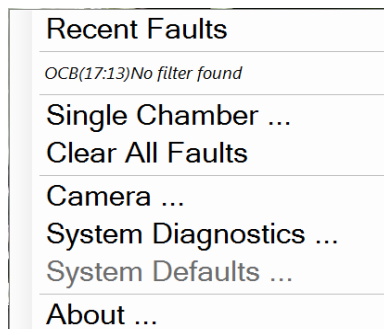 Recent Faults
OCB(17:13)No filter found
Single Chamber ...
Clear All Faults
Camera ...
System Diagnostics ...
System Defaults ...
About ...